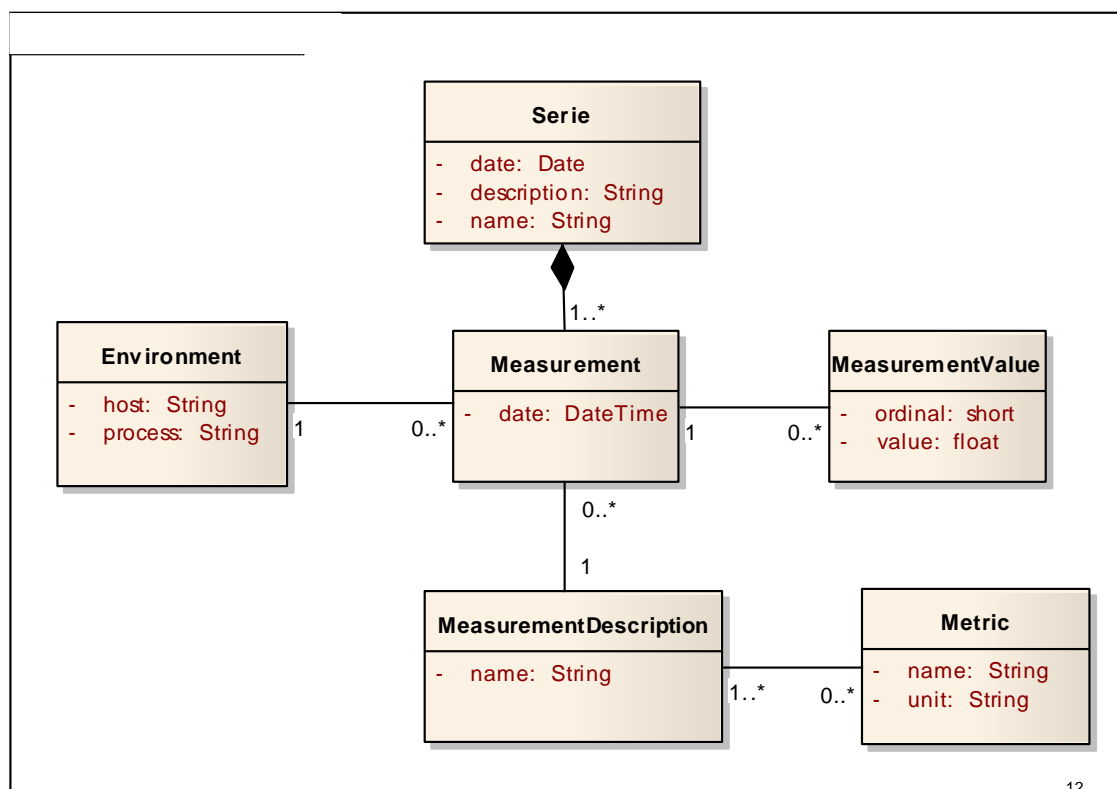 Serie
- date: Date
- description: String
- name: String
1..*
Environment
- host: String
- process: String
1
0..*
Measurement
- date: DateTime
1
0..*
MeasurementValue
- ordinal: short
- value: float
0..*
1
MeasurementDescription
- name: String
1..*
0..*
Metric
- name: String
- unit: String
12